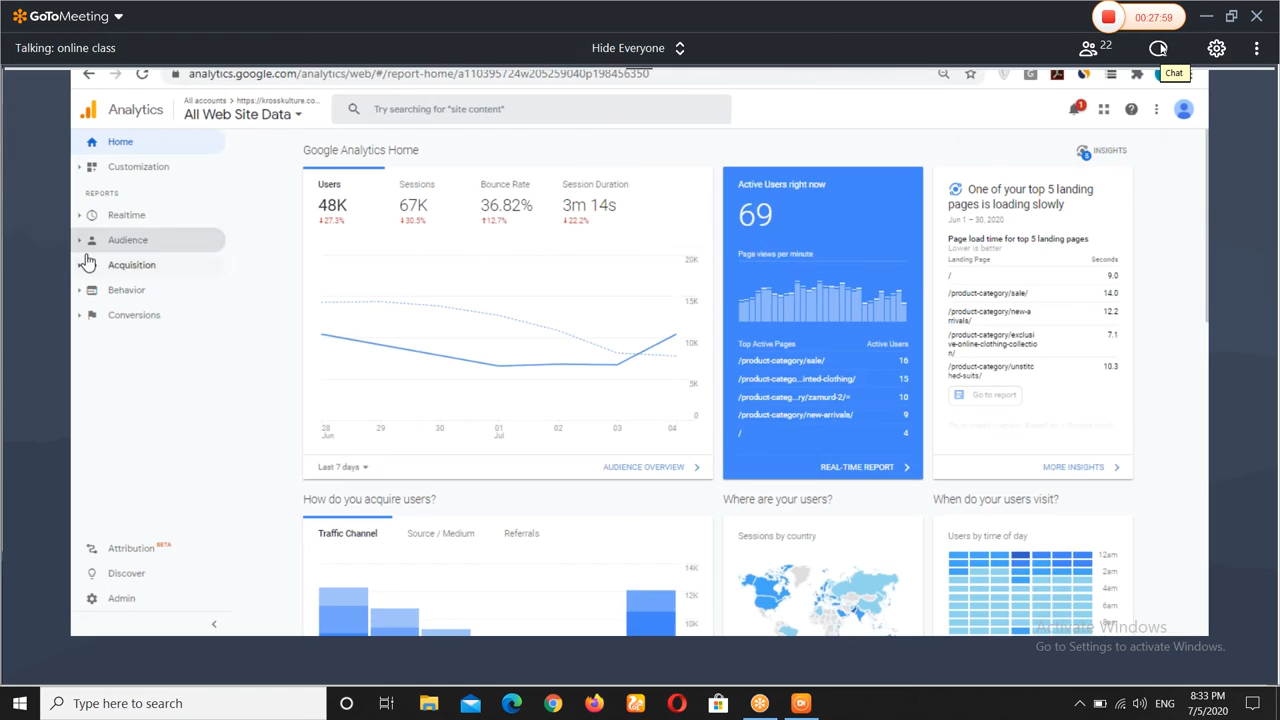 GoToMeeting
00:27:59
Talking: online class
Hide Everyone
22
Chat
analytics.google.com/analytics/web/#/report-home/a110395724w205259040p198456350
Analytics
All accounts > https://krosskulture.co...
All Web Site Data
Try searching for "site content"
1
Home
Customization
REPORTS
Realtime
Audience
Acquisition
Behavior
Conversions
Attribution BETA
Discover
Admin
Google Analytics Home
INSIGHTS
Users
48K
↓27.3%
Sessions
67K
↓30.5%
Bounce Rate
36.82%
↑12.7%
Session Duration
3m 14s
↓22.2%
20K
15K
10K
5K
0
28
Jun
29
30
01
Jul
02
03
04
Last 7 days
AUDIENCE OVERVIEW
Active Users right now
69
Page views per minute
Top Active Pages
Active Users
/product-category/sale/ 16
/product-catego...inted-clothing/ 15
/product-categ...ry/zamurd-2/= 10
/product-category/new-arrivals/ 9
/ 4
REAL-TIME REPORT
One of your top 5 landing
pages is loading slowly
Jun 1 – 30, 2020
Page load time for top 5 landing pages
Lower is better
Landing Page Seconds
/ 9.0
/product-category/sale/ 14.0
/product-category/new-a
rrivals/ 12.2
/product-category/exclusi
ve-online-clothing-collectio
n/ 7.1
/product-category/unstitc
hed-suits/ 10.3
Go to report
MORE INSIGHTS
How do you acquire users?
Traffic Channel
Source / Medium
Referrals
14K
12K
10K
Where are your users?
Sessions by country
When do your users visit?
Users by time of day
12am
2am
4am
6am
Activate Windows
Go to Settings to activate Windows.
Type here to search
ENG
8:33 PM
7/5/2020